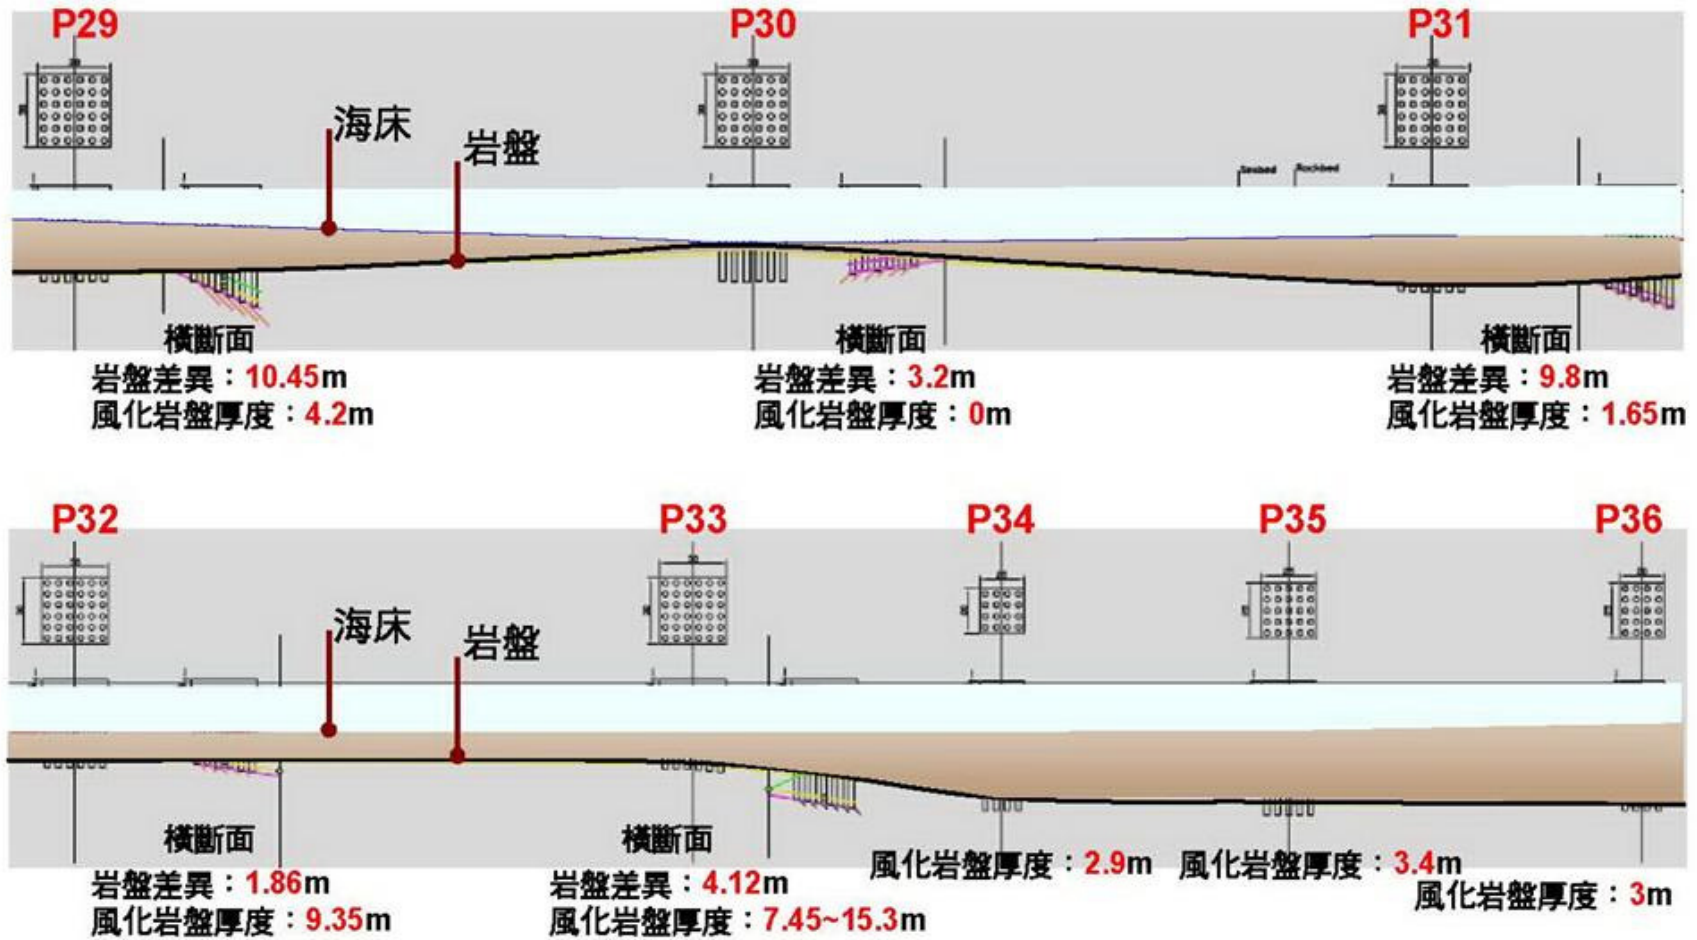 P29 P30 P31
海床
岩盤
Seabed Rockbed
橫斷面 橫斷面 橫斷面
岩盤差異：10.45m 岩盤差異：3.2m 岩盤差異：9.8m
風化岩盤厚度：4.2m 風化岩盤厚度：0m 風化岩盤厚度：1.65m
P32 P33 P34 P35 P36
海床
岩盤
橫斷面 橫斷面
風化岩盤厚度：2.9m 風化岩盤厚度：3.4m
岩盤差異：1.86m 岩盤差異：4.12m 風化岩盤厚度：3m
風化岩盤厚度：9.35m 風化岩盤厚度：7.45~15.3m